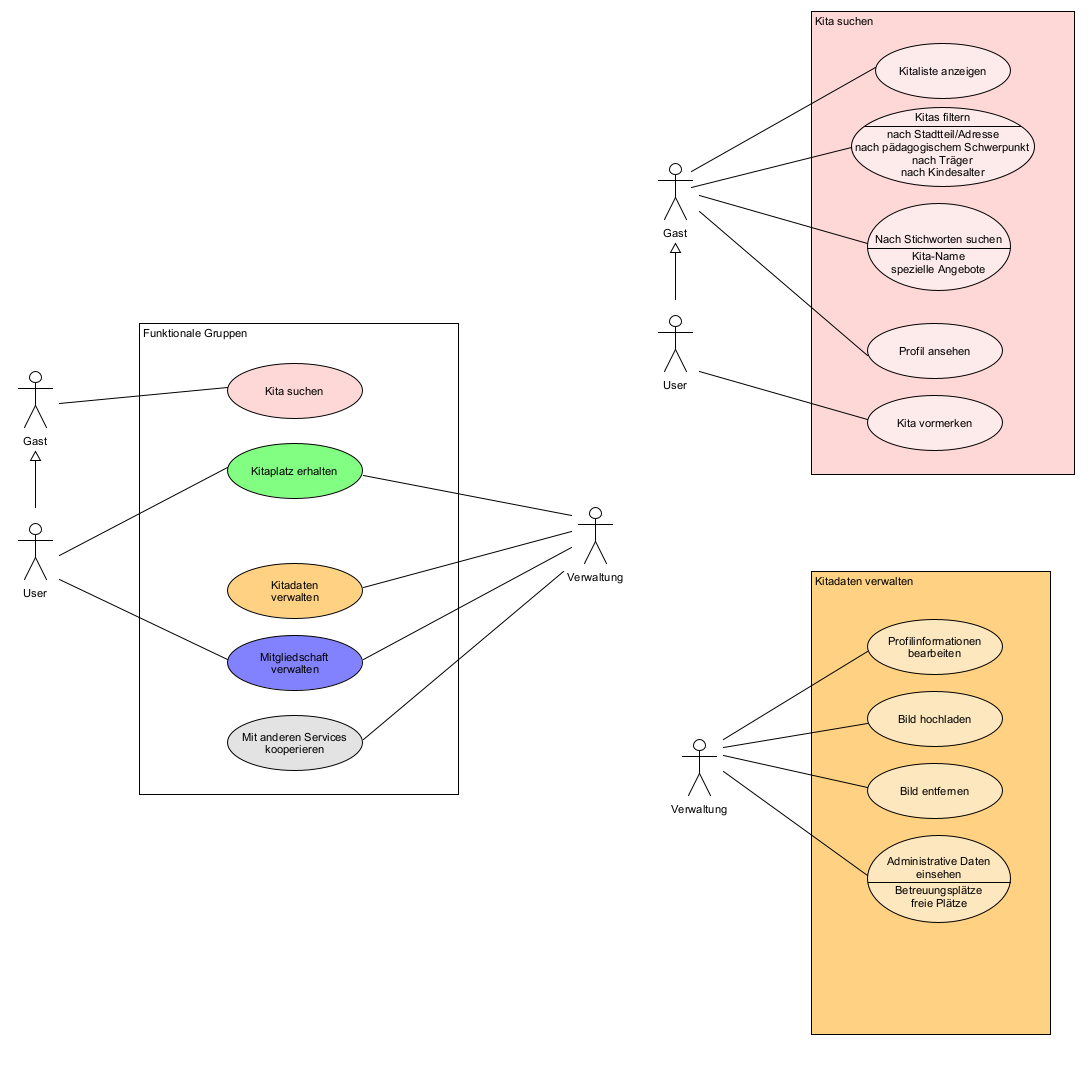 Funktionale Gruppen
Gast
User
Kita suchen
Kitaplatz erhalten
Kitadaten
verwalten
Mitgliedschaft
verwalten
Mit anderen Services
kooperieren
Verwaltung
Kita suchen
Gast
User
Kitaliste anzeigen
Kitas filtern
nach Stadtteil/Adresse
nach pädagogischem Schwerpunkt
nach Träger
nach Kindesalter
Nach Stichworten suchen
Kita-Name
spezielle Angebote
Profil ansehen
Kita vormerken
Kitadaten verwalten
Verwaltung
Profilinformationen
bearbeiten
Bild hochladen
Bild entfernen
Administrative Daten
einsehen
Betreuungsplätze
freie Plätze